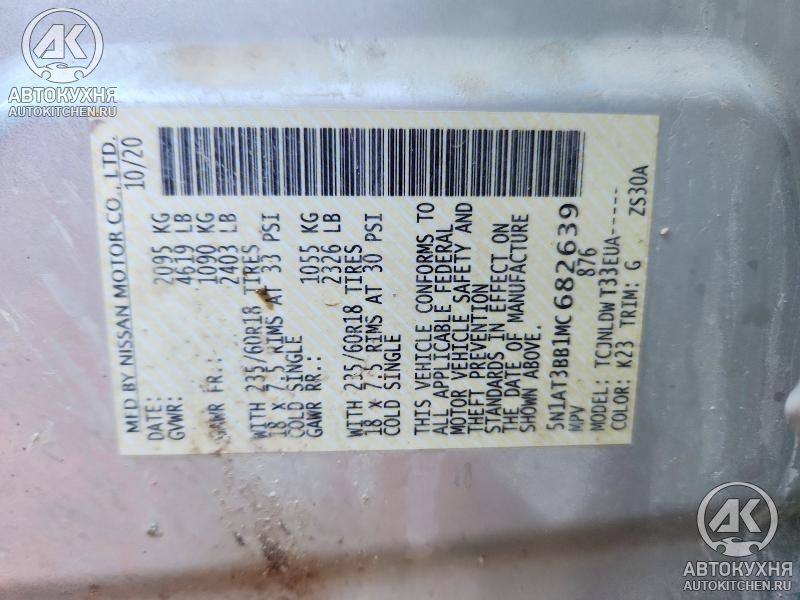 АК
АВТОКУХНЯ
AUTOKITCHEN.RU
MFD BY NISSAN MOTOR CO., LTD.
DATE: 10/20
GVWR: 2095 KG
4619 LB
GAWR FR.: 1090 KG
2403 LB
WITH 235/60R18 TIRES
18 X 7.5 RIMS AT 33 PSI
COLD SINGLE
GAWR RR.: 1055 KG
2326 LB
WITH 235/60R18 TIRES
18 X 7.5 RIMS AT 30 PSI
COLD SINGLE
THIS VEHICLE CONFORMS TO
ALL APPLICABLE FEDERAL
MOTOR VEHICLE SAFETY AND
THEFT PREVENTION
STANDARDS IN EFFECT ON
THE DATE OF MANUFACTURE
SHOWN ABOVE.
5N1AT3BB1MC682639
MPV 876
MODEL: TCJNLDW T33EUA-----
COLOR: K23 TRIM: G ZS30A
АК
АВТОКУХНЯ
AUTOKITCHEN.RU